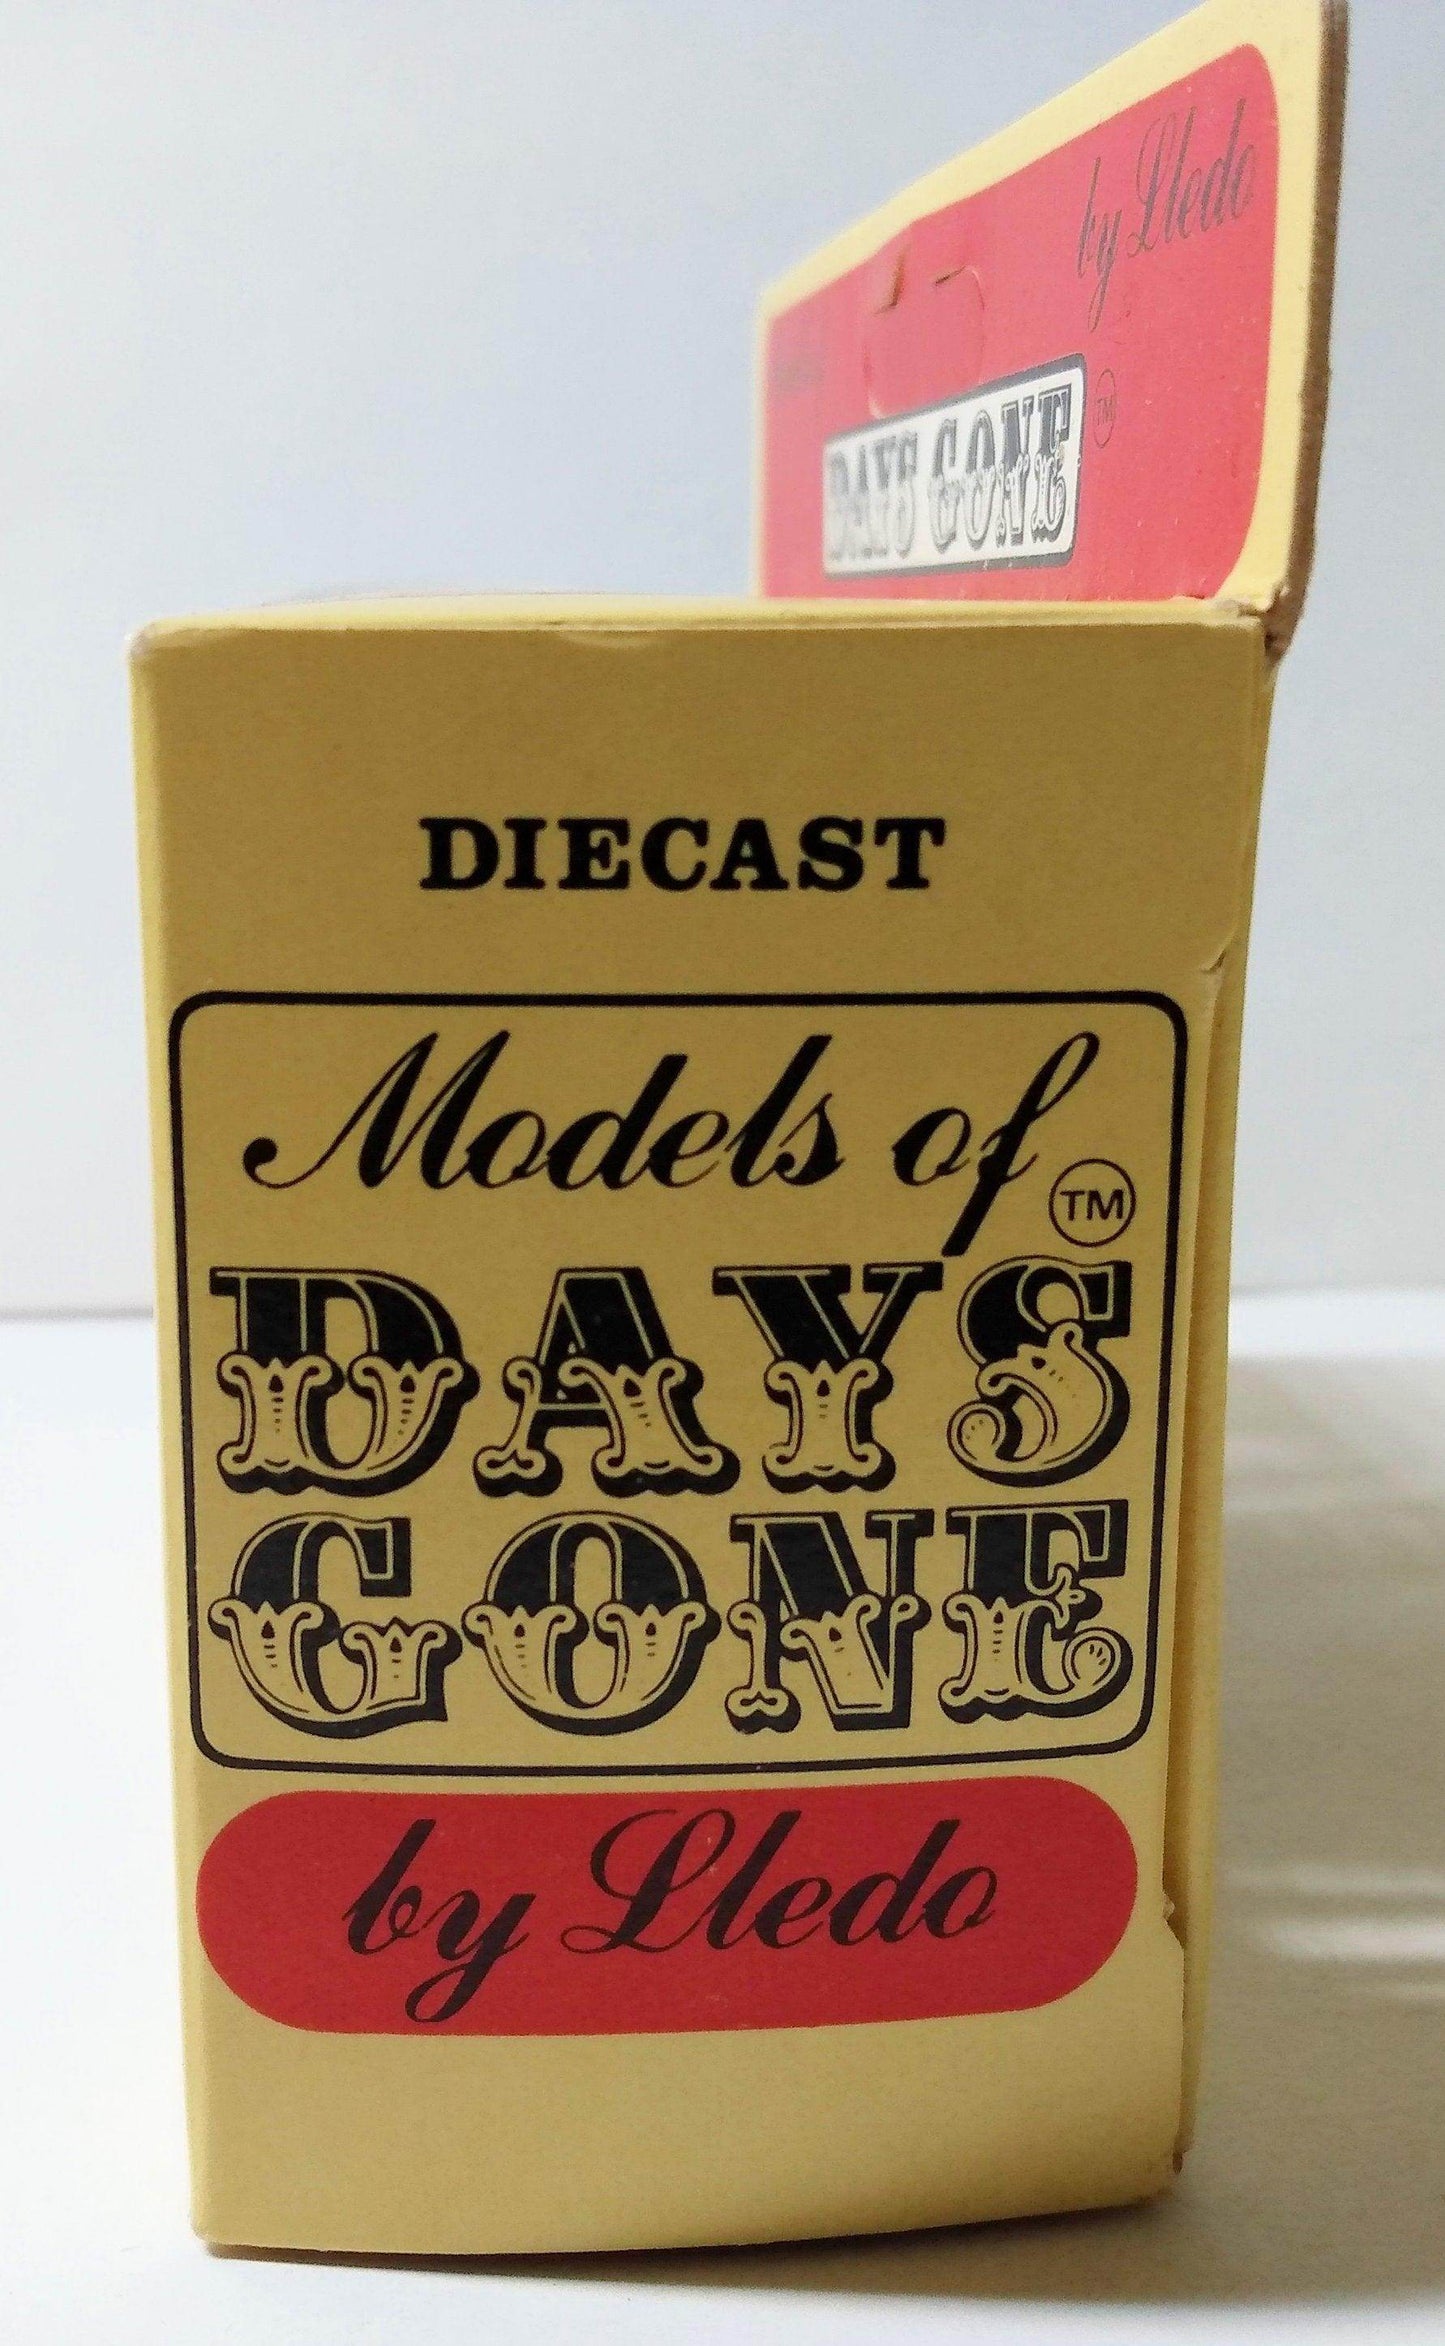 by Lledo
DAYS GONE TM
DIECAST
Models of
TM
DAYS
GONE
by Lledo